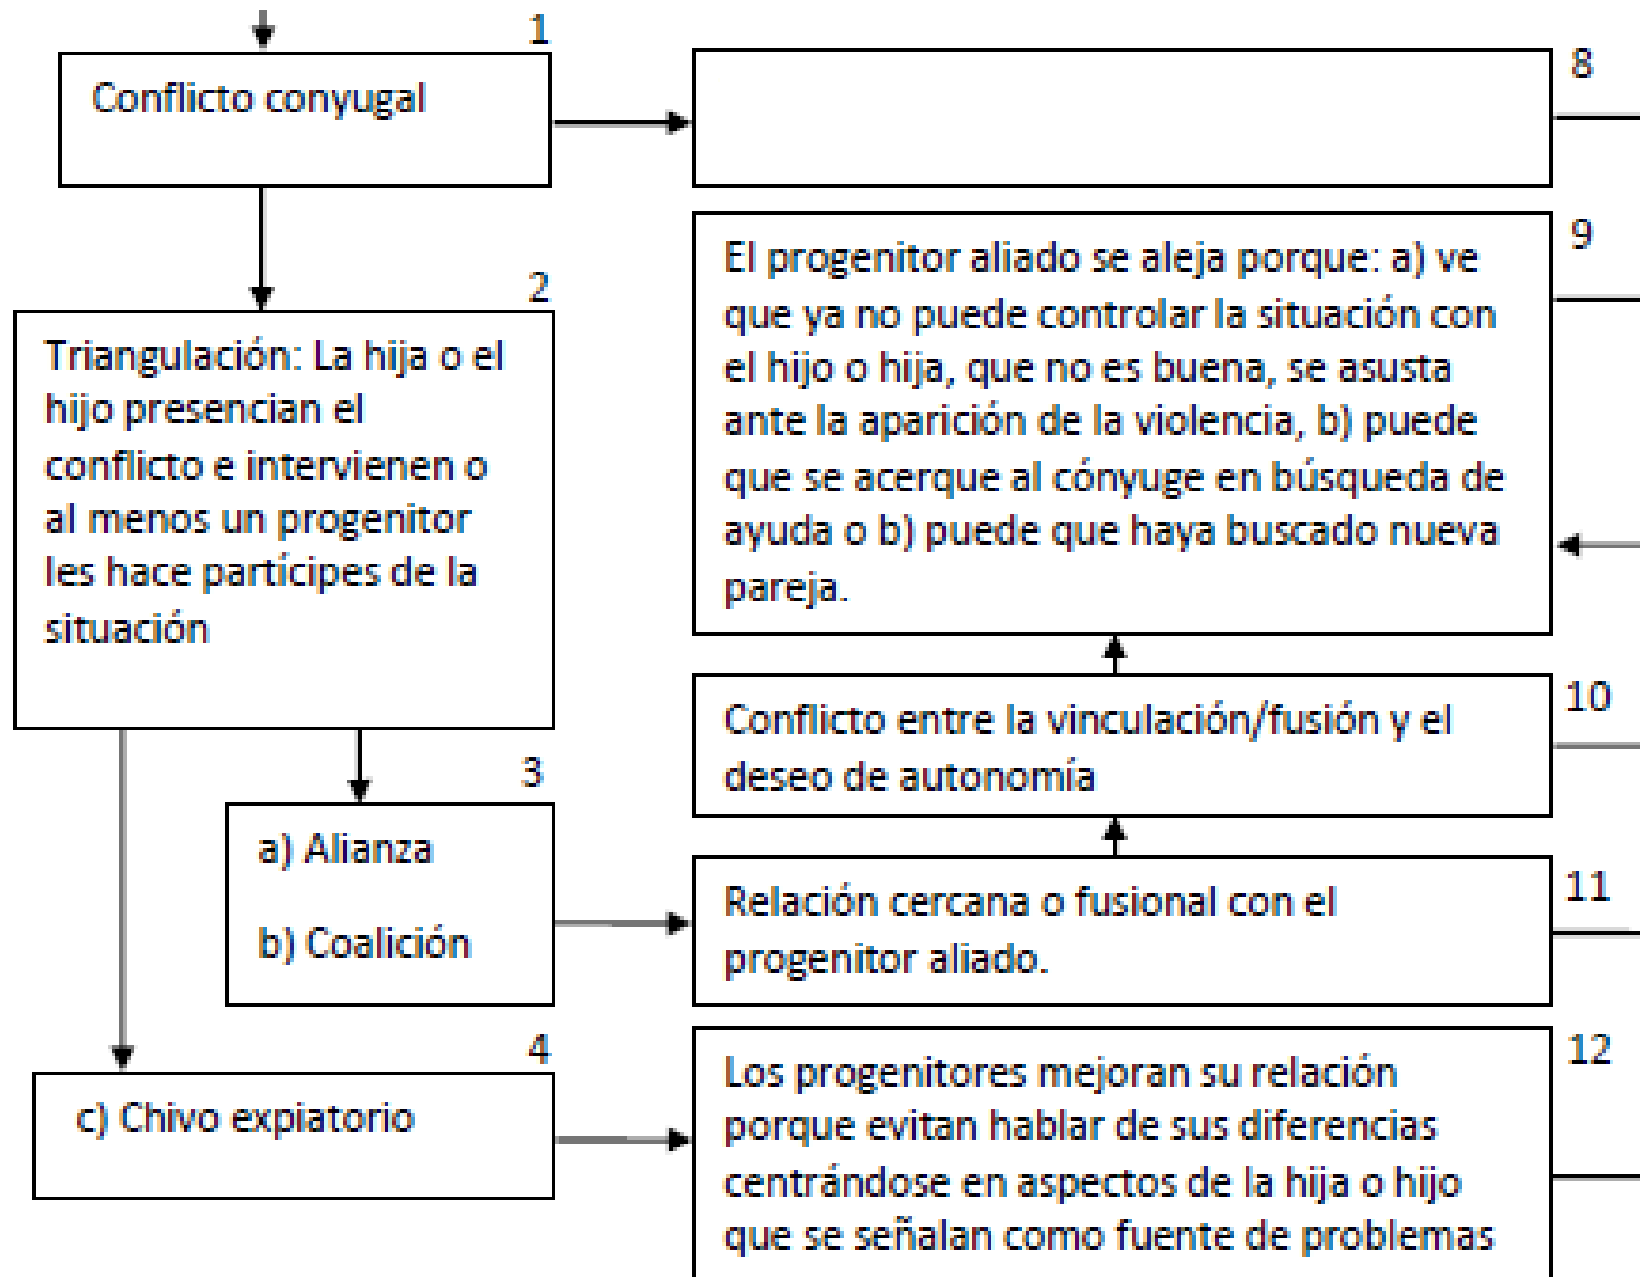 1
Conflicto conyugal
2
Triangulación: La hija o el
hijo presencian el
conflicto e intervienen o
al menos un progenitor
les hace partícipes de la
situación
3
a) Alianza
b) Coalición
4
c) Chivo expiatorio
8
9
El progenitor aliado se aleja porque: a) ve
que ya no puede controlar la situación con
el hijo o hija, que no es buena, se asusta
ante la aparición de la violencia, b) puede
que se acerque al cónyuge en búsqueda de
ayuda o b) puede que haya buscado nueva
pareja.
10
Conflicto entre la vinculación/fusión y el
deseo de autonomía
11
Relación cercana o fusional con el
progenitor aliado.
12
Los progenitores mejoran su relación
porque evitan hablar de sus diferencias
centrándose en aspectos de la hija o hijo
que se señalan como fuente de problemas